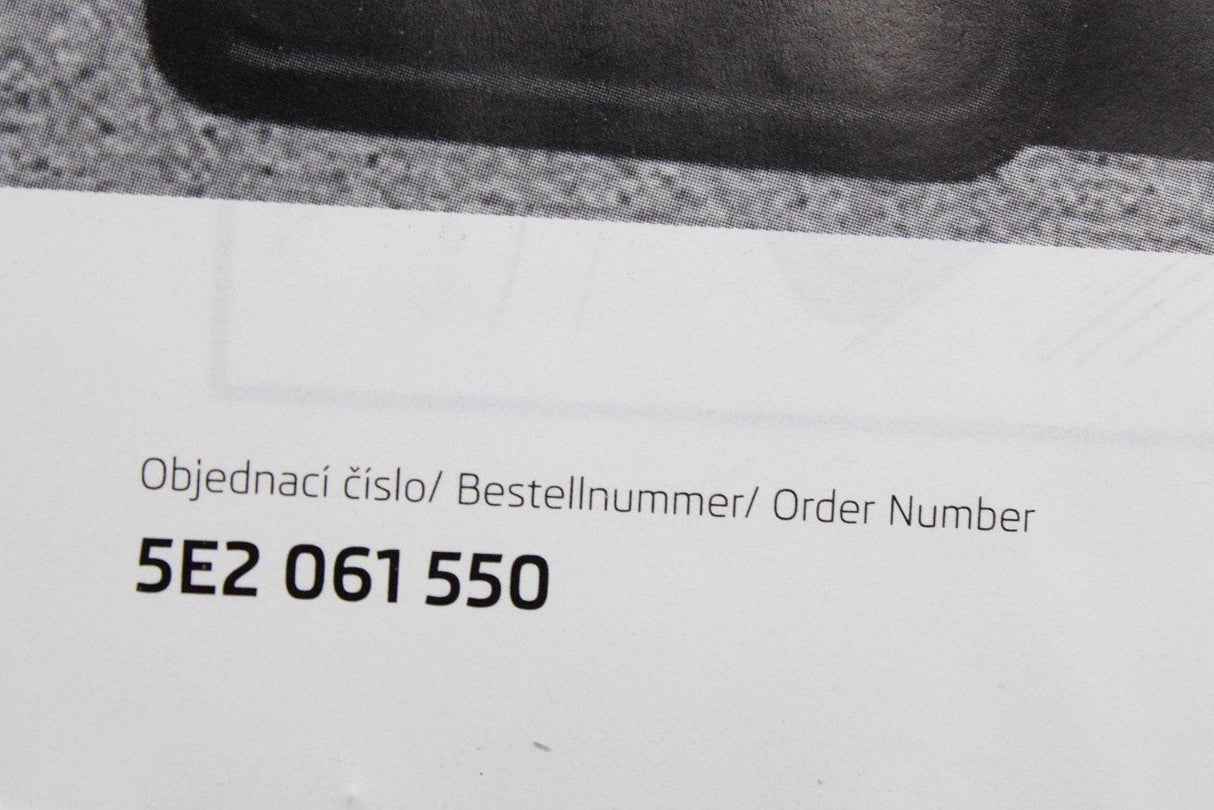 Objednací číslo/ Bestellnummer/ Order Number
5E2 061 550